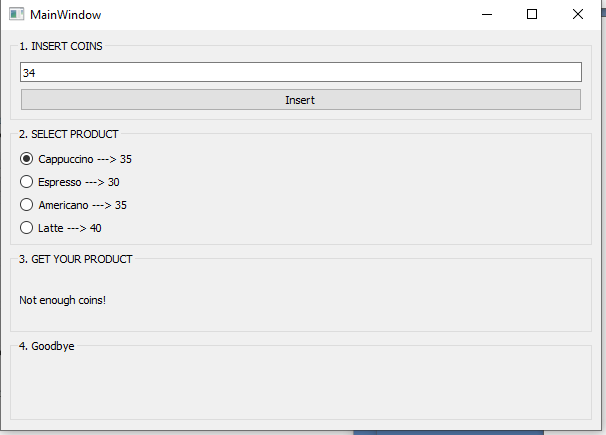 MainWindow
1. INSERT COINS
34
Insert
2. SELECT PRODUCT
Cappuccino ---> 35
Espresso ---> 30
Americano ---> 35
Latte ---> 40
3. GET YOUR PRODUCT
Not enough coins!
4. Goodbye